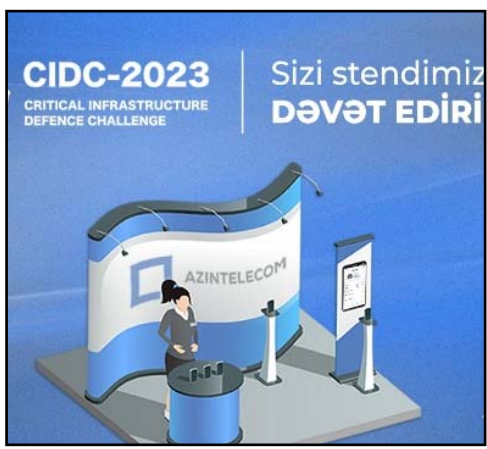 CIDC-2023
CRITICAL INFRASTRUCTURE
DEFENCE CHALLENGE
Sizi stendimiz
DƏVƏT EDİRİ
AZINTELECOM